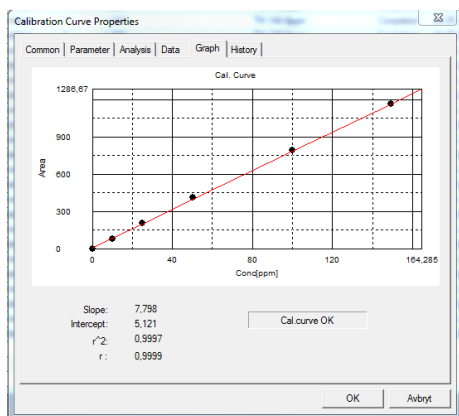 Calibration Curve Properties
Common Parameter Analysis Data Graph History
Cal. Curve
1286,67
900
600
300
0
Area
0 40 80 120 164,285
Conc[ppm]
Slope: 7,798
Intercept: 5,121
r^2: 0,9997
r: 0,9999
Cal.curve OK
OK Avbryt